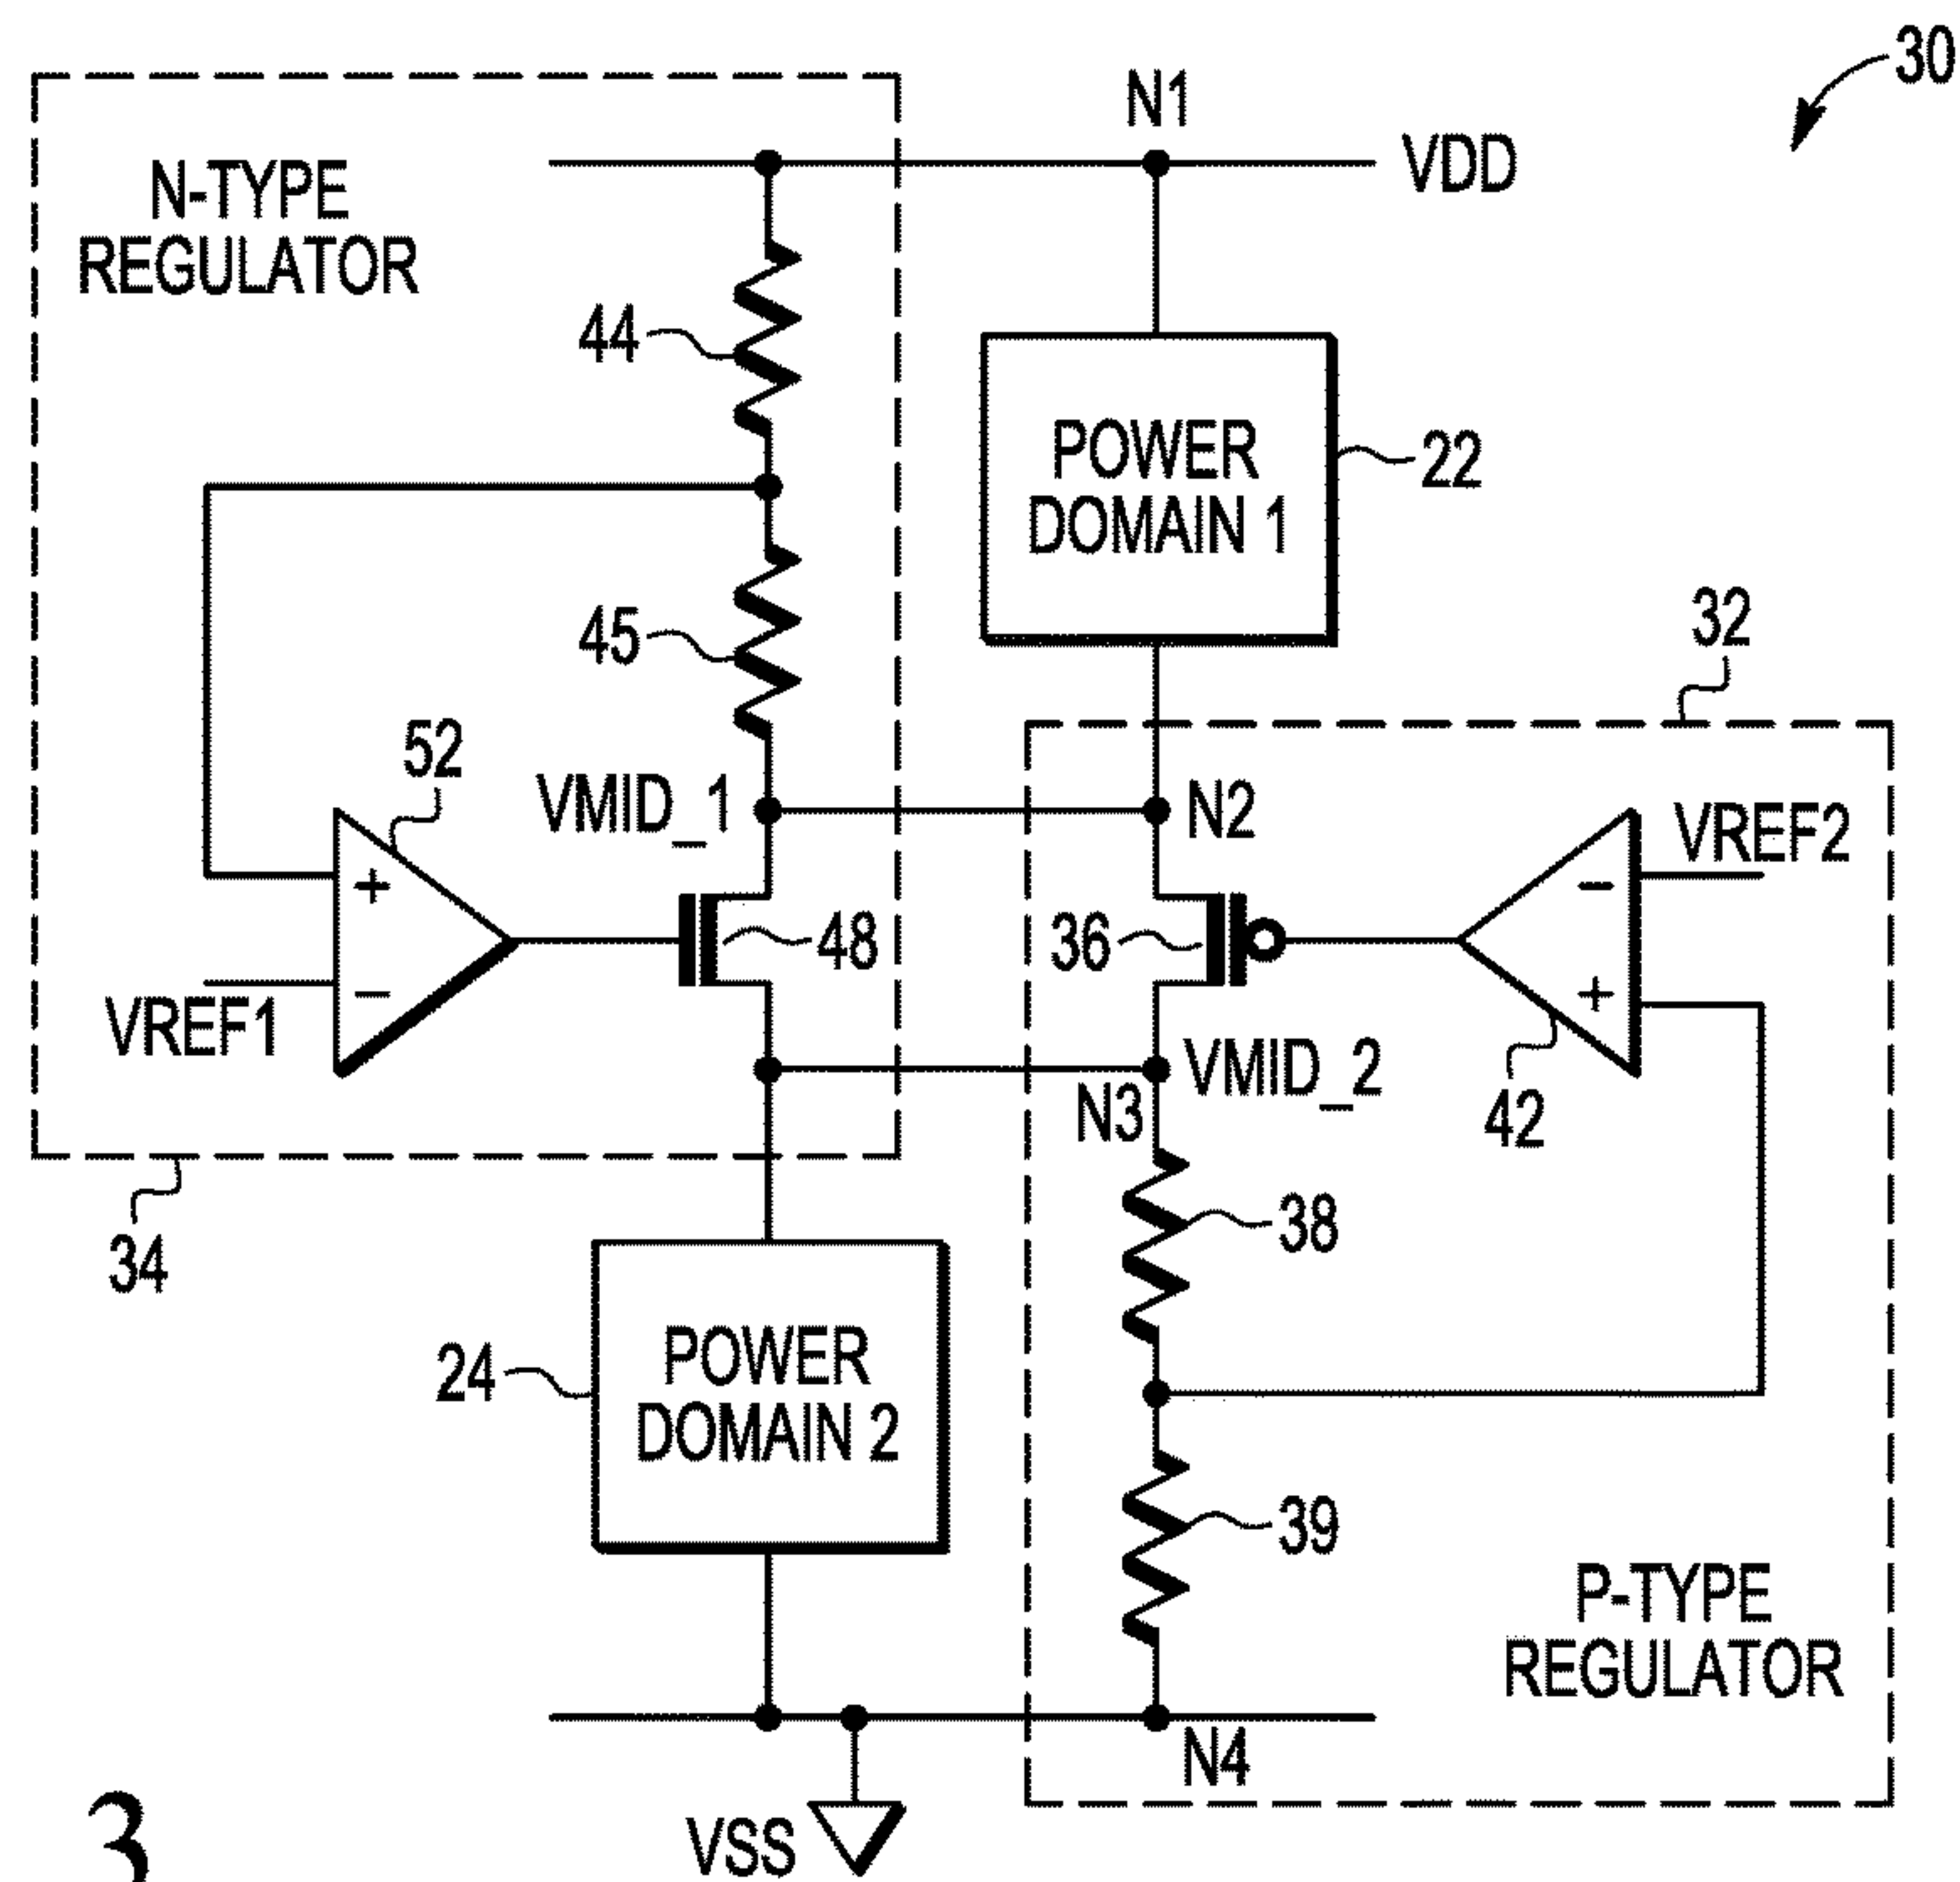 30
N1
VDD
N-TYPE
REGULATOR
44
POWER
DOMAIN 1
22
45
32
52
VMID_1
N2
VREF2
+
−
−
+
48
36
VREF1
VMID_2
N3
42
34
38
24
POWER
DOMAIN 2
39
P-TYPE
REGULATOR
N4
VSS
3